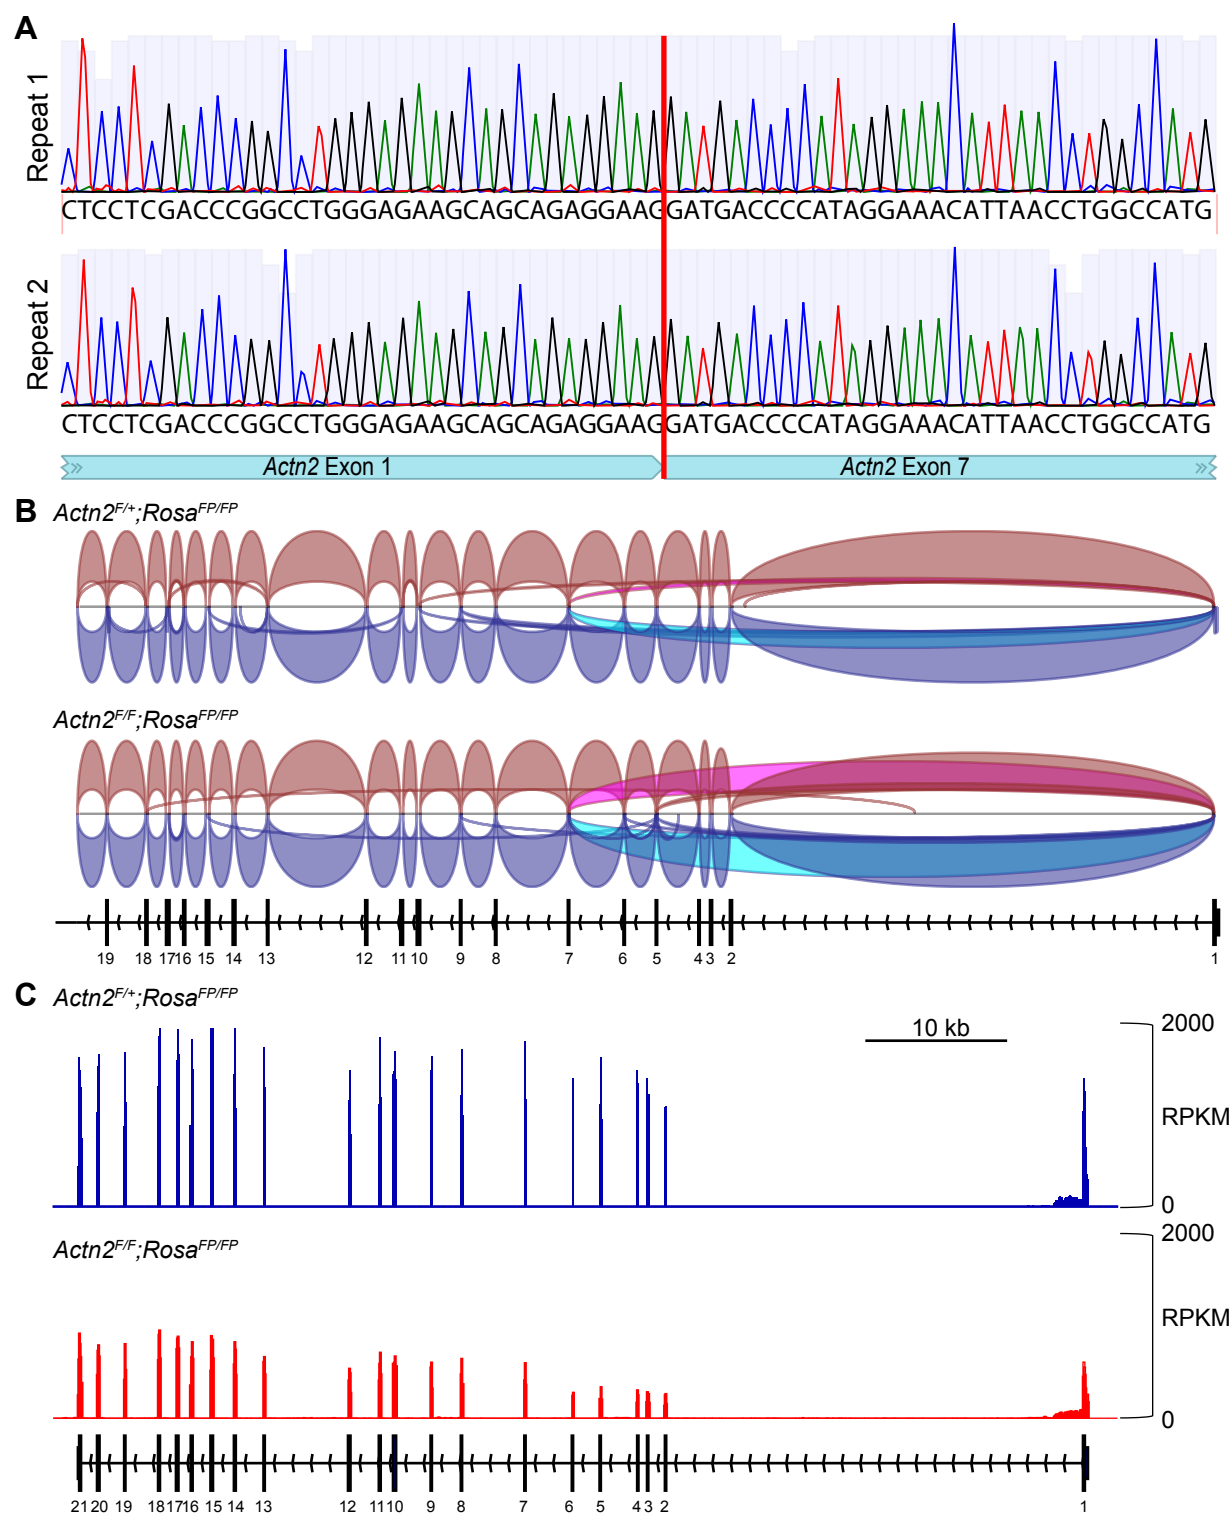 A
Repeat 1
CTCCTCGACCCGGCCTGGGAGAAGCAGCAGAGGAAGGATGACCCCATAGGAAACATTAACCTGGCCATG
Repeat 2
CTCCTCGACCCGGCCTGGGAGAAGCAGCAGAGGAAGGATGACCCCATAGGAAACATTAACCTGGCCATG
Actn2 Exon 1 Actn2 Exon 7
B Actn2F/+;RosaFP/FP
Actn2F/F;RosaFP/FP
19 18 17 16 15 14 13 12 11 10 9 8 7 6 5 4 3 2 1
C Actn2F/+;RosaFP/FP
10 kb
2000
RPKM
0
Actn2F/F;RosaFP/FP
2000
RPKM
0
21 20 19 18 17 16 15 14 13 12 11 10 9 8 7 6 5 4 3 2 1